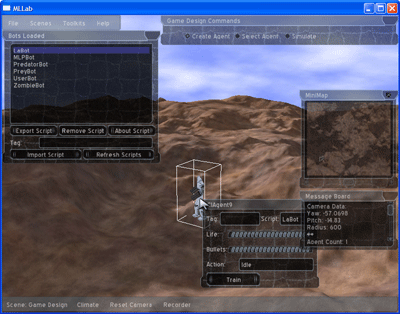 MLLab
File Scenes Toolkits Help
Game Design Commands
Create Agent Select Agent Simulate
Bots Loaded
LeBot
MLPBot
PredatorBot
PreyBot
UserBot
ZombieBot
Export Script Remove Script About Script
Tag:
Import Script Refresh Scripts
MiniMap
Message Board
Camera Data:
Yaw: -57.0698
Pitch: -14.83
Radius: 600
**
Agent Count: 1
Tag: Script: LeBot
Life:
Bullets:
Action: Idle
Train
Scene: Game Design Climate Reset Camera Recorder